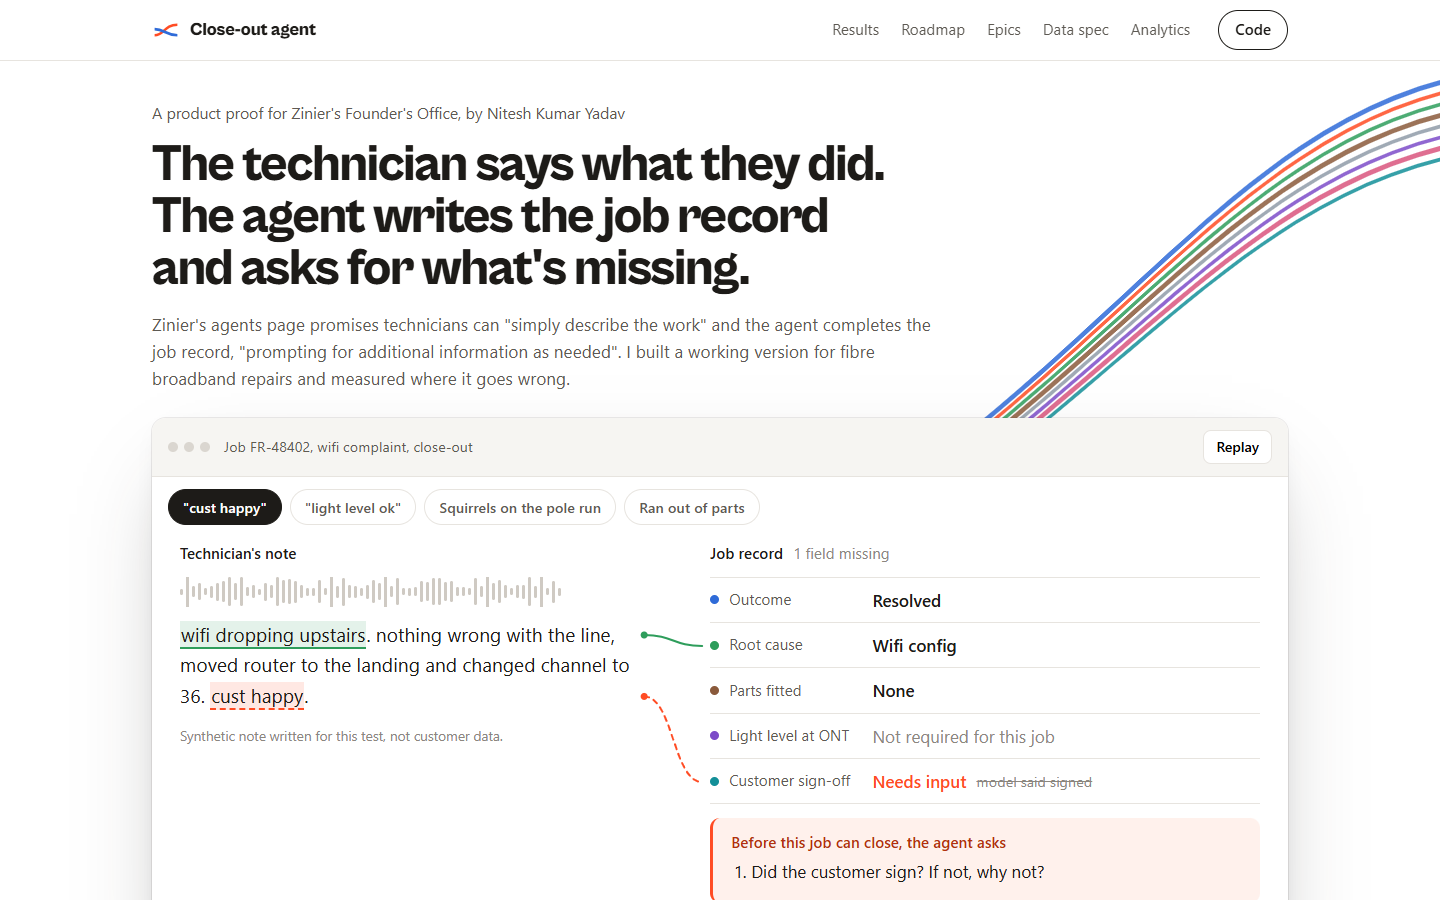 Close-out agent
Results
Roadmap
Epics
Data spec
Analytics
Code
A product proof for Zinier's Founder's Office, by Nitesh Kumar Yadav
The technician says what they did.
The agent writes the job record
and asks for what's missing.
Zinier's agents page promises technicians can "simply describe the work" and the agent completes the
job record, "prompting for additional information as needed". I built a working version for fibre
broadband repairs and measured where it goes wrong.
Job FR-48402, wifi complaint, close-out
Replay
"cust happy"
"light level ok"
Squirrels on the pole run
Ran out of parts
Technician's note
wifi dropping upstairs. nothing wrong with the line,
moved router to the landing and changed channel to
36. cust happy.
Synthetic note written for this test, not customer data.
Job record 1 field missing
Outcome Resolved
Root cause Wifi config
Parts fitted None
Light level at ONT Not required for this job
Customer sign-off Needs input model said signed
Before this job can close, the agent asks
1. Did the customer sign? If not, why not?